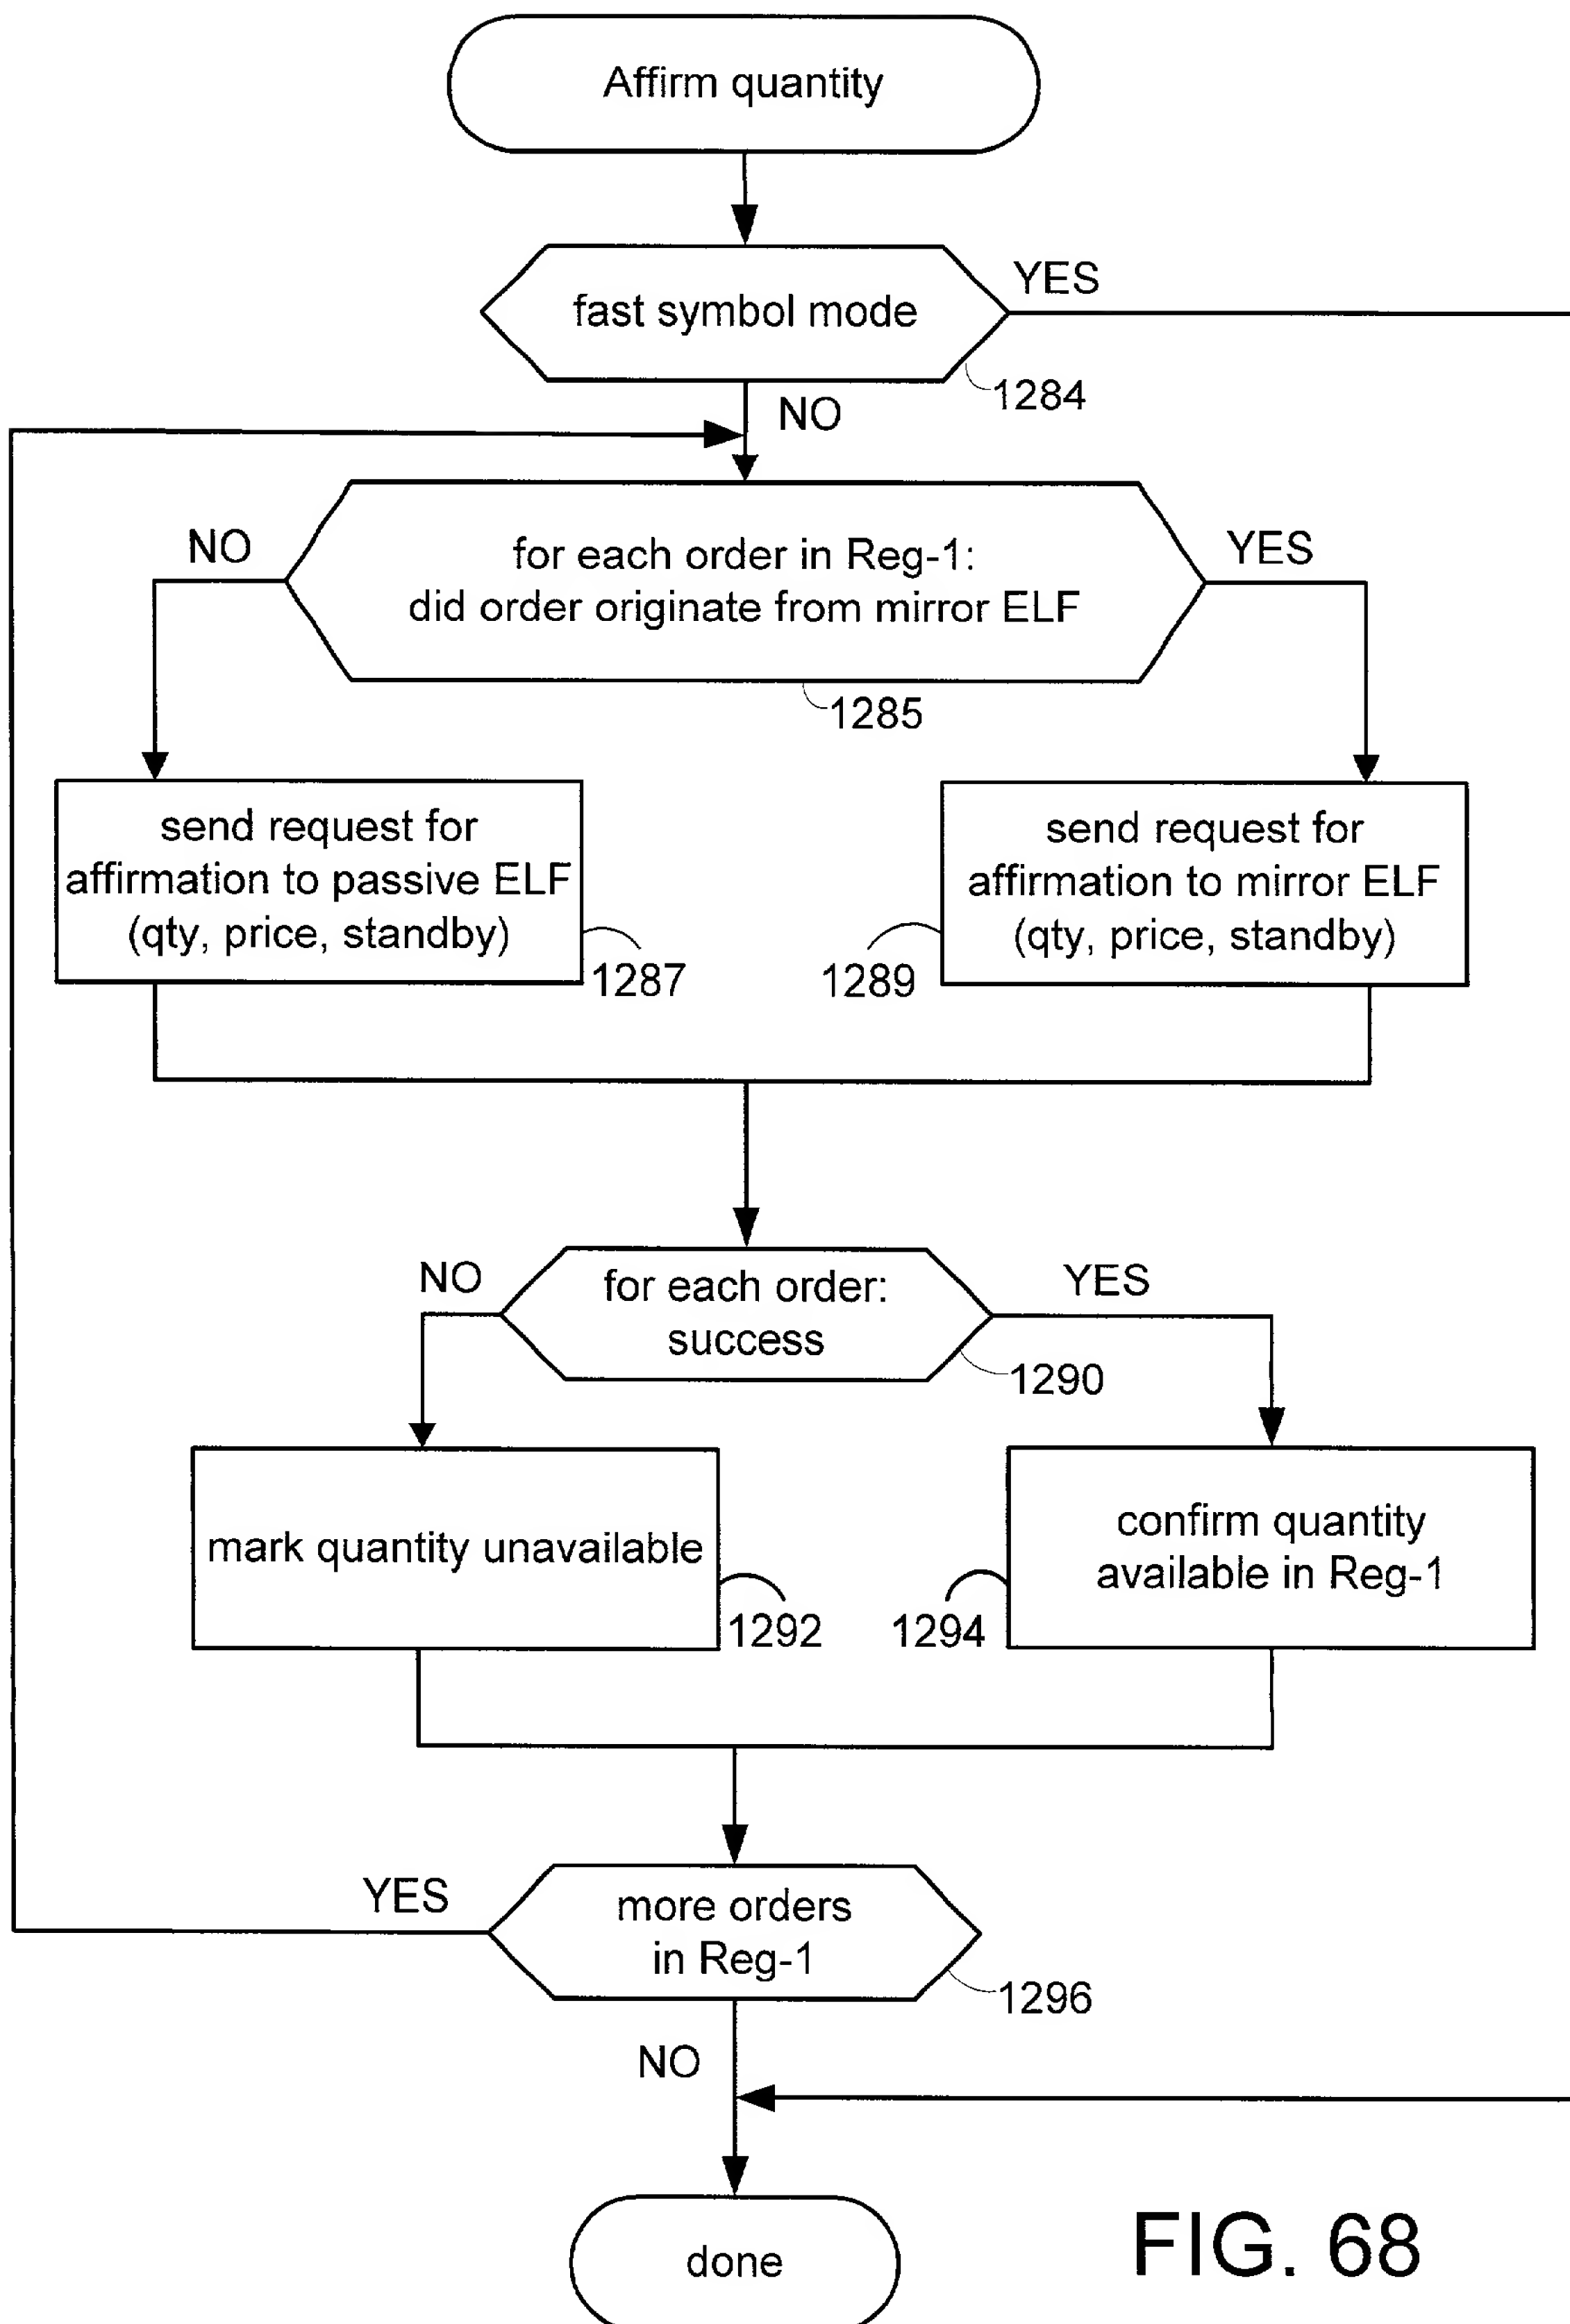 Affirm quantity
YES
fast symbol mode
1284
NO
NO
YES
for each order in Reg-1:
did order originate from mirror ELF
1285
send request for
affirmation to passive ELF
(qty, price, standby)
1287
send request for
affirmation to mirror ELF
(qty, price, standby)
1289
NO
YES
for each order:
success
1290
mark quantity unavailable
1292
confirm quantity
available in Reg-1
1294
YES
more orders
in Reg-1
1296
NO
done
FIG. 68